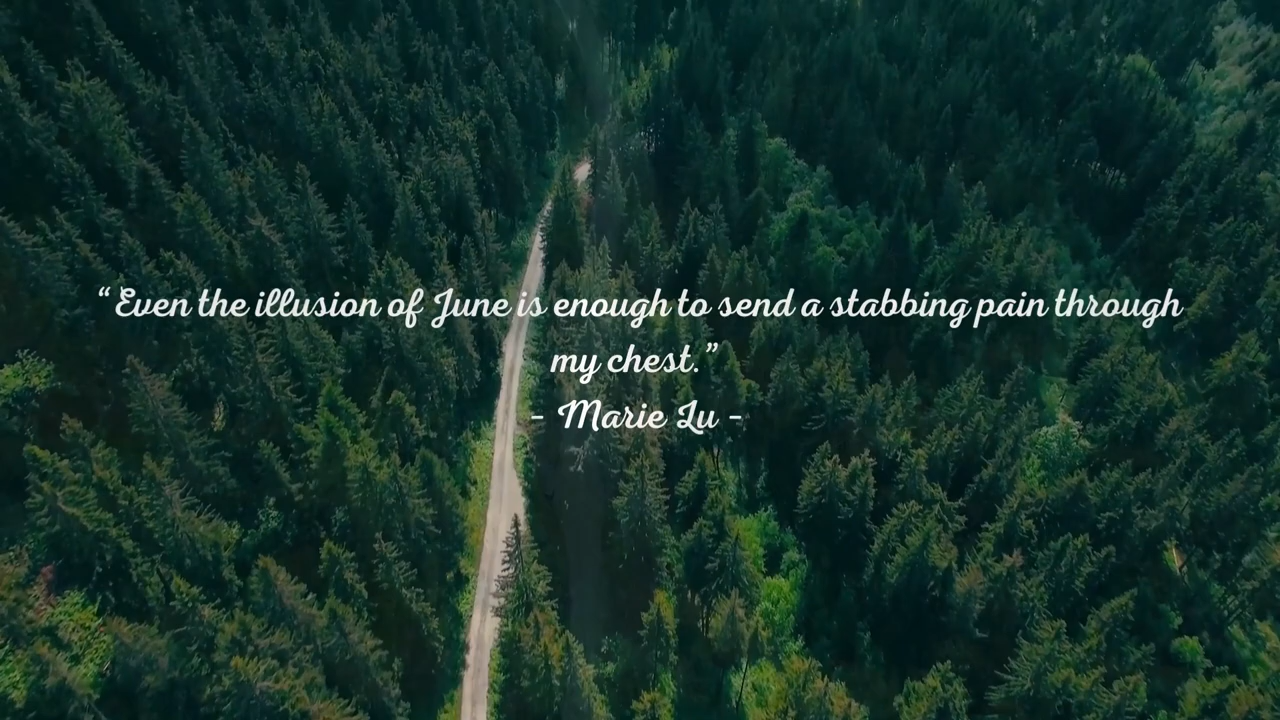 “Even the illusion of June is enough to send a stabbing pain through
my chest.”
- Marie Lu -